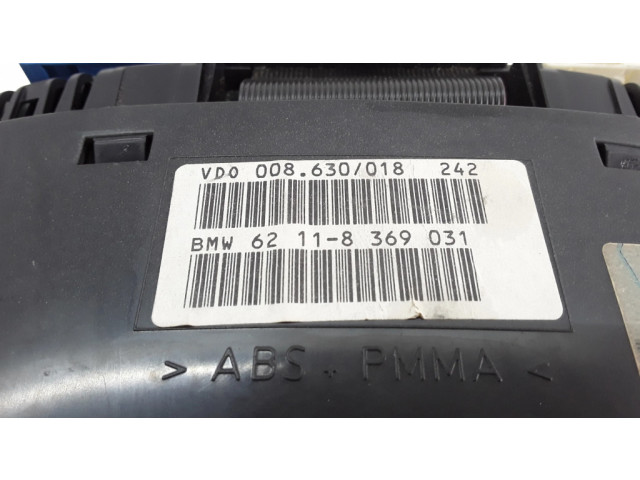 VDO 008.630/018 242
BMW 62 11-8 369 031
> ABS + PMMA <